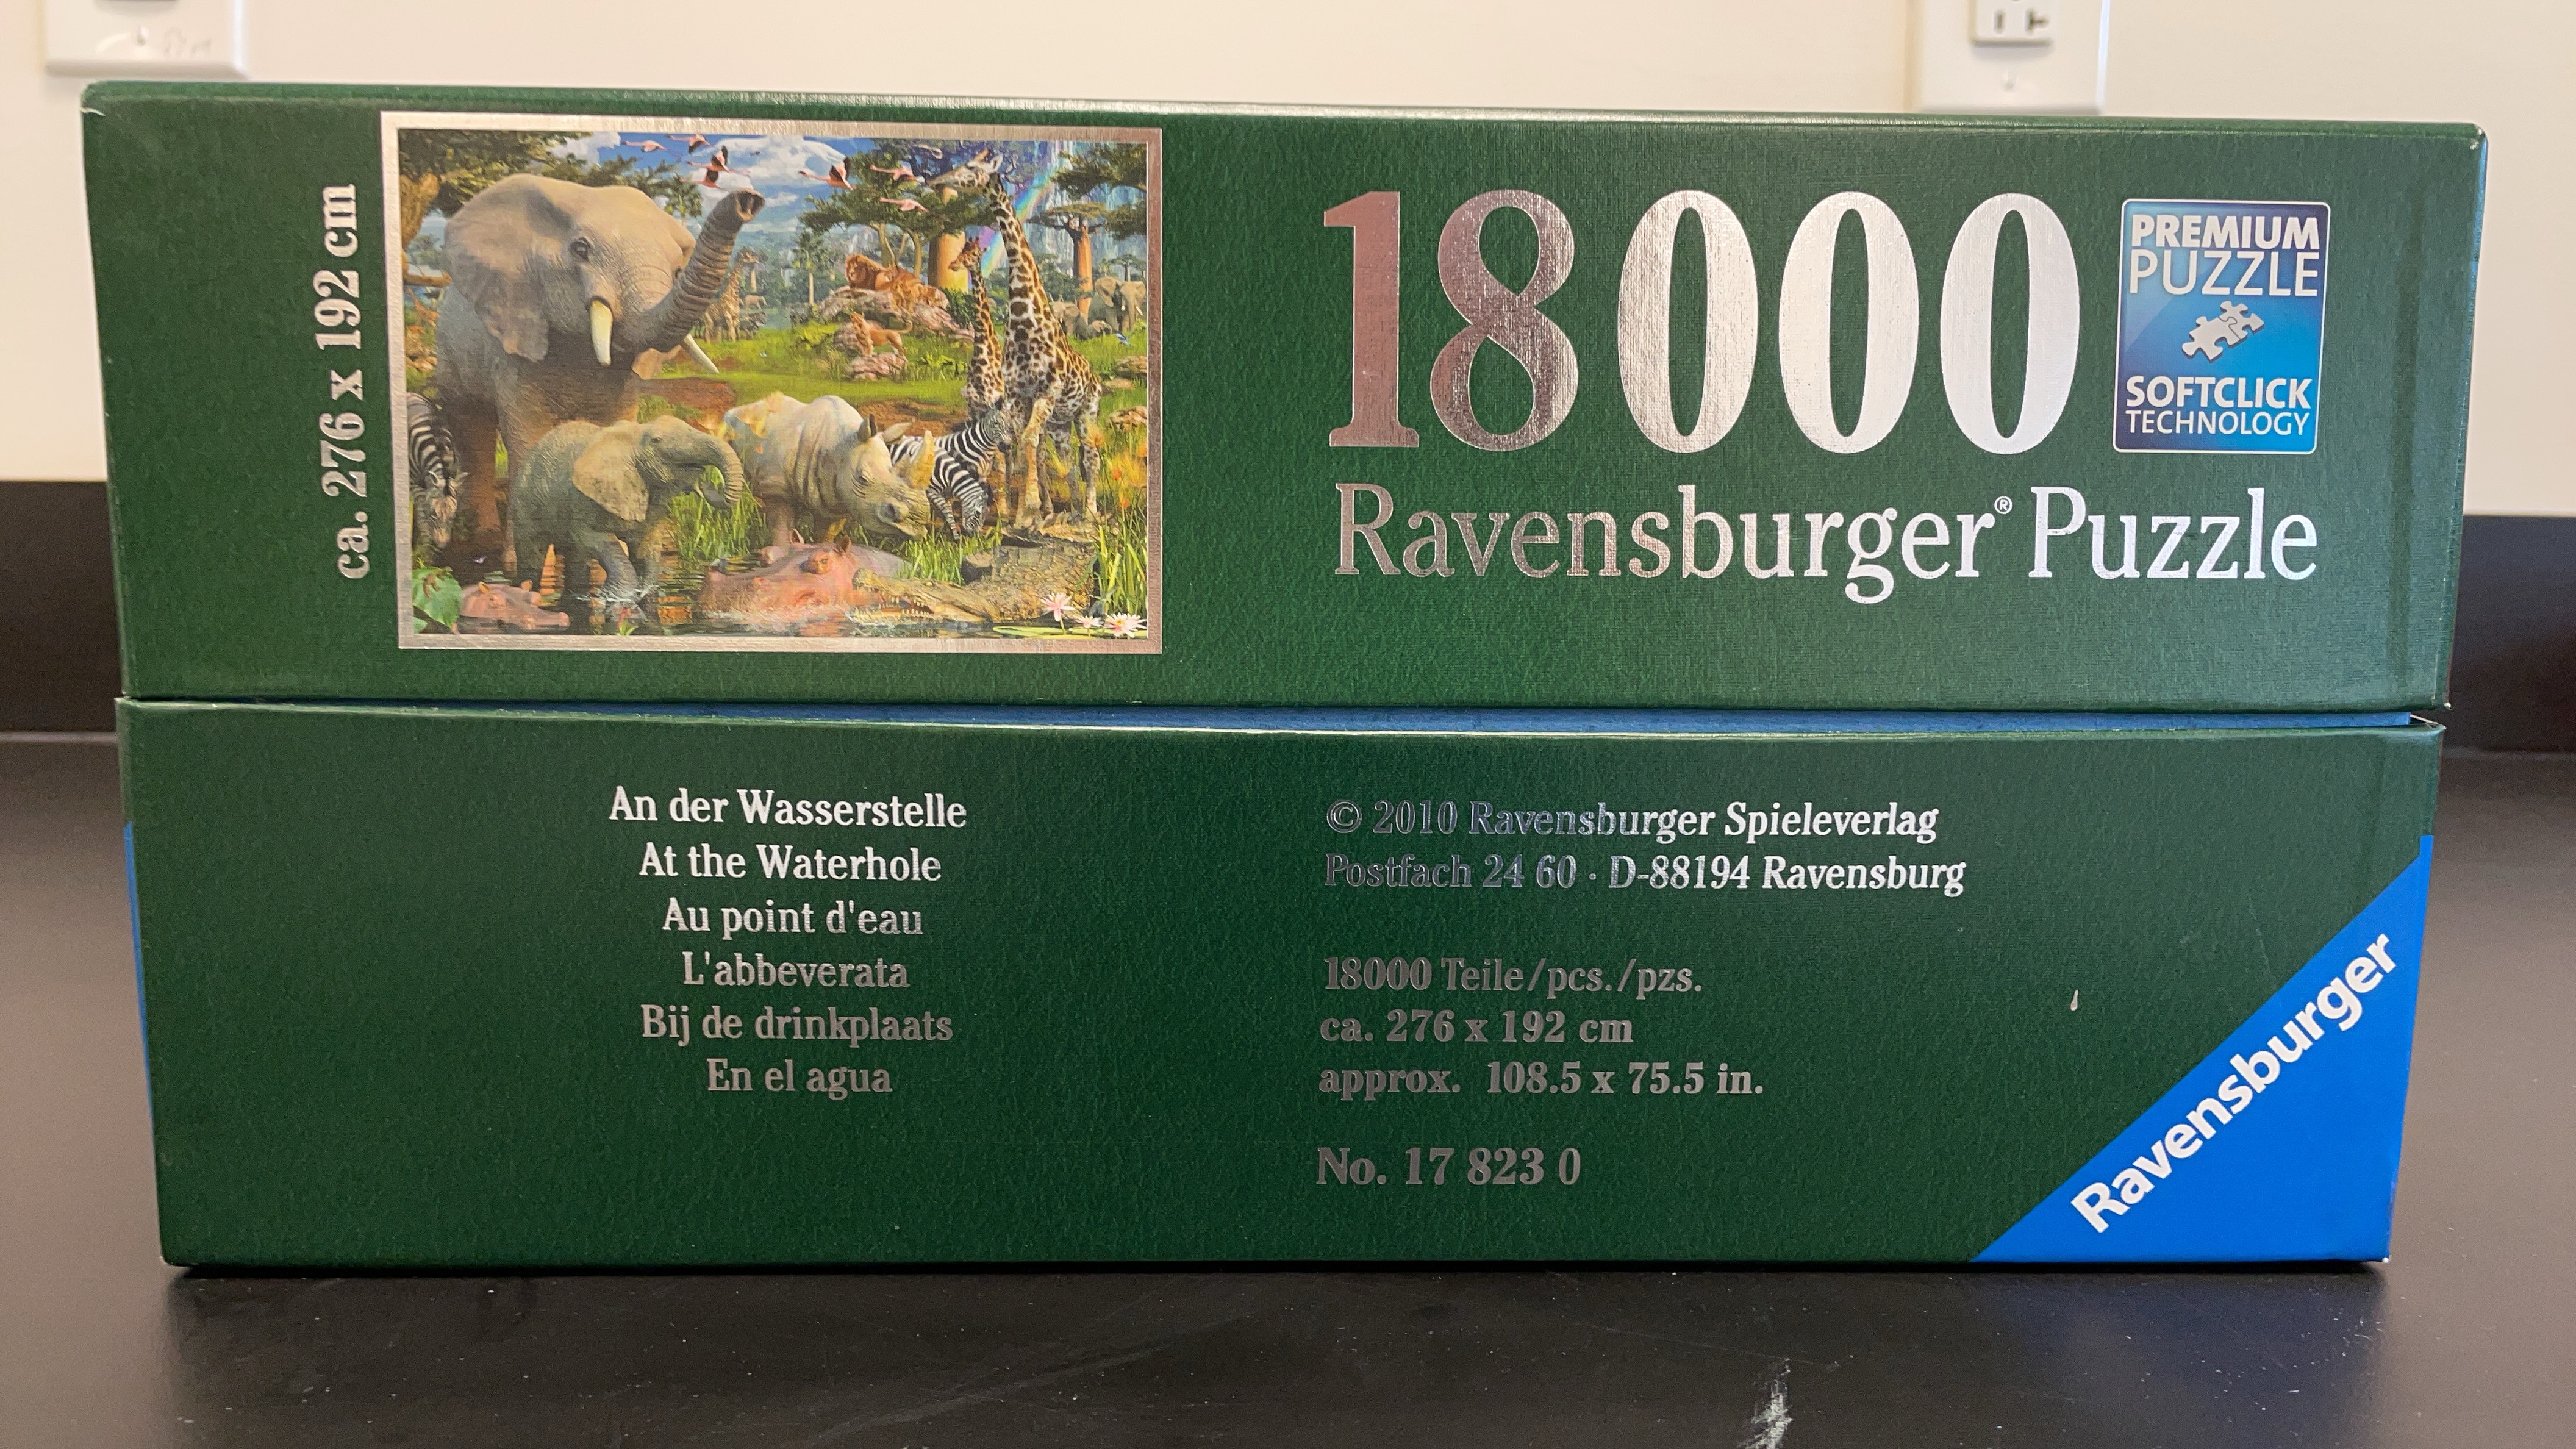 ca. 276 x 192 cm
18000
Ravensburger® Puzzle
PREMIUM
PUZZLE
SOFTCLICK
TECHNOLOGY
An der Wasserstelle
At the Waterhole
Au point d'eau
L'abbeverata
Bij de drinkplaats
En el agua
© 2010 Ravensburger Spieleverlag
Postfach 24 60 · D-88194 Ravensburg
18000 Teile/pcs./pzs.
ca. 276 x 192 cm
approx. 108.5 x 75.5 in.
No. 17 823 0
Ravensburger